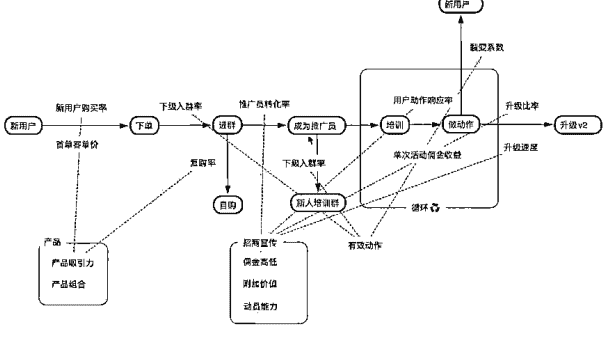 新用户
裂变系数
新用户购买率
下级入群率
推广员转化率
用户动作响应率
升级比率
新用户
下单
进群
成为推广员
培训
做动作
升级v2
首单客单价
复购率
下级入群率
单次活动佣金收益
升级速度
自购
新人培训群
循环
产品
招商宣传
有效动作
产品吸引力
佣金高低
产品组合
附加价值
动员能力